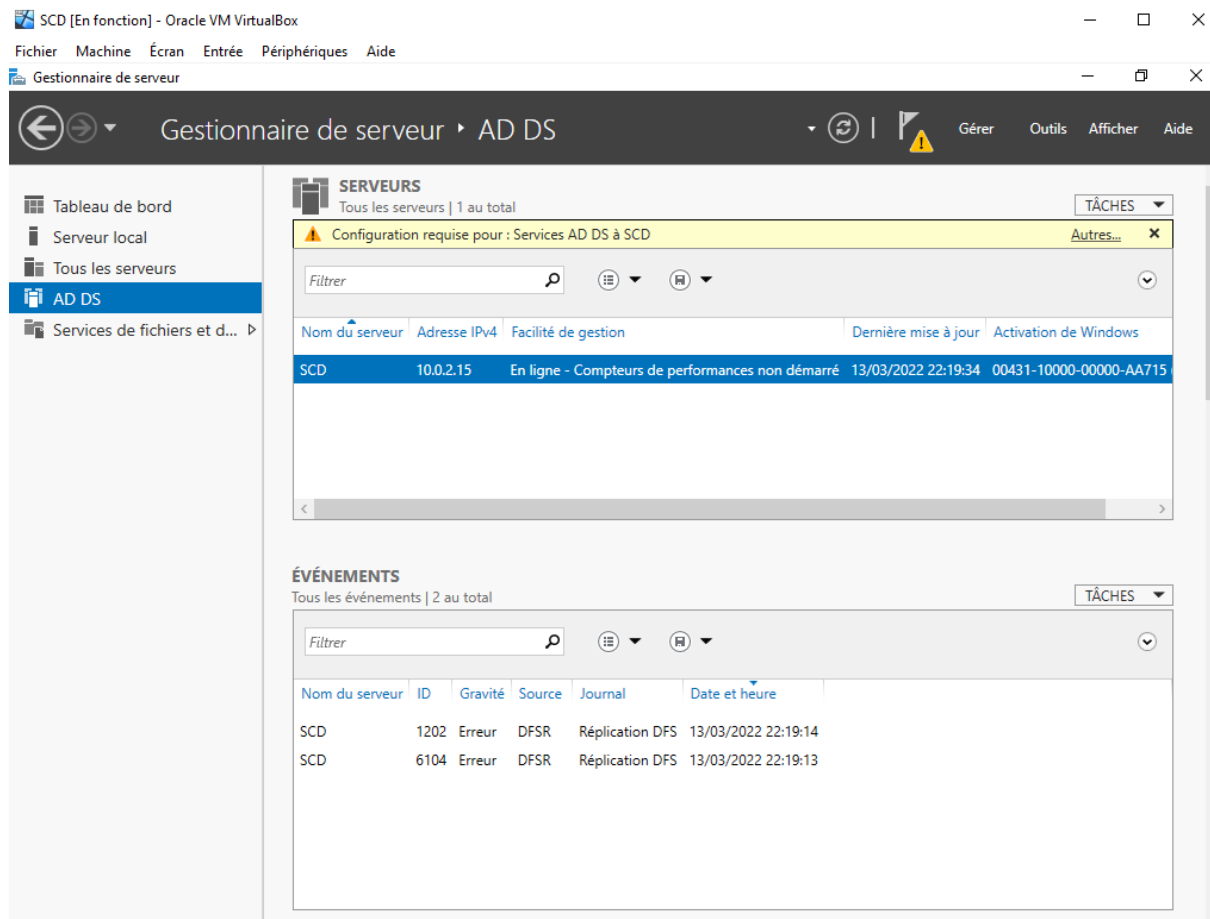 SCD [En fonction] - Oracle VM VirtualBox
Fichier Machine Écran Entrée Périphériques Aide
Gestionnaire de serveur
Gestionnaire de serveur AD DS
Gérer Outils Afficher Aide
Tableau de bord
Serveur local
Tous les serveurs
AD DS
Services de fichiers et d...
SERVEURS
Tous les serveurs | 1 au total
TÂCHES
Configuration requise pour : Services AD DS à SCD Autres...
Filtrer
Nom du serveur Adresse IPv4 Facilité de gestion Dernière mise à jour Activation de Windows
SCD 10.0.2.15 En ligne - Compteurs de performances non démarré 13/03/2022 22:19:34 00431-10000-00000-AA715
ÉVÉNEMENTS
Tous les événements | 2 au total
TÂCHES
Filtrer
Nom du serveur ID Gravité Source Journal Date et heure
SCD 1202 Erreur DFSR Réplication DFS 13/03/2022 22:19:14
SCD 6104 Erreur DFSR Réplication DFS 13/03/2022 22:19:13